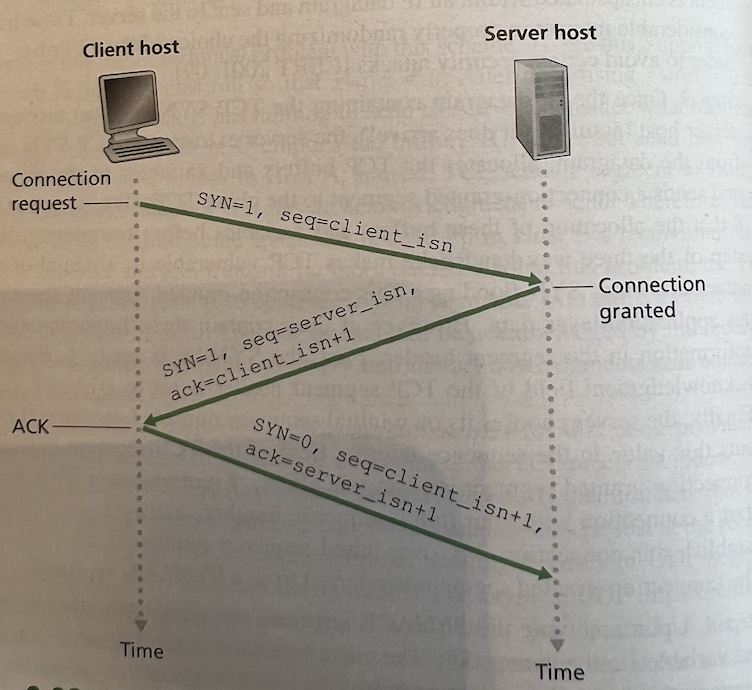 Client host
Server host
Connection
request
SYN=1, seq=client_isn
Connection
granted
SYN=1, seq=server_isn,
ack=client_isn+1
ACK
SYN=0, seq=client_isn+1,
ack=server_isn+1
Time
Time